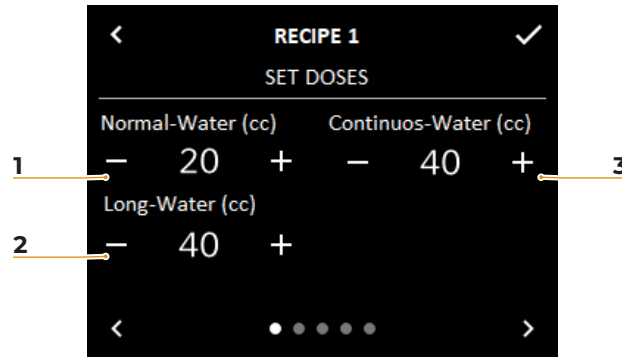 RECIPE 1
SET DOSES
Normal-Water (cc) Continuos-Water (cc)
1 − 20 + − 40 + 3
Long-Water (cc)
2 − 40 +